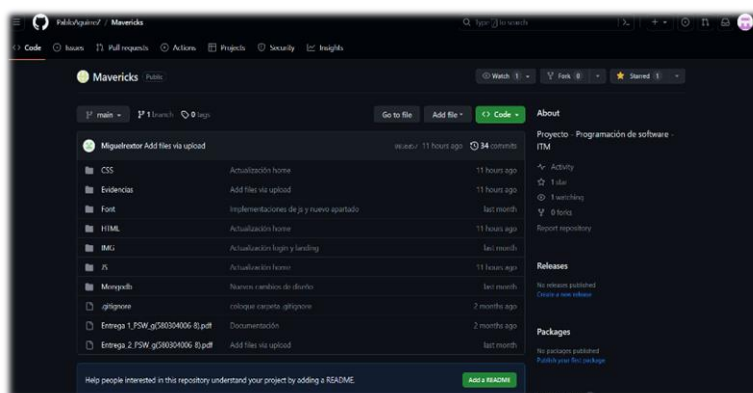 PabloAguirre7 / Mavericks
Type / to search
Code Issues Pull requests Actions Projects Security Insights
Mavericks Public
Watch 1 Fork 0 Starred 1
main 1 branch 0 tags Go to file Add file Code
Miguelrextor Add files via upload 11 hours ago 34 commits
CSS Actualización home 11 hours ago
Evidencias Add files via upload 11 hours ago
Font Implementaciones de js y nuevo apartado last month
HTML Actualización home 11 hours ago
IMG Actualización login y landing last month
JS Actualización home 11 hours ago
Mongodb Nuevos cambios de diseño last month
.gitignore coloque carpeta .gitignore 2 months ago
Entrega 1_PSW_g(580304006-8).pdf Documentación 2 months ago
Entrega_2_PSW_g(580304006-8).pdf Add files via upload last month
Help people interested in this repository understand your project by adding a README. Add a README
About
Proyecto - Programación de software -
ITM
Activity
1 star
1 watching
0 forks
Report repository
Releases
No releases published
Create a new release
Packages
No packages published
Publish your first package